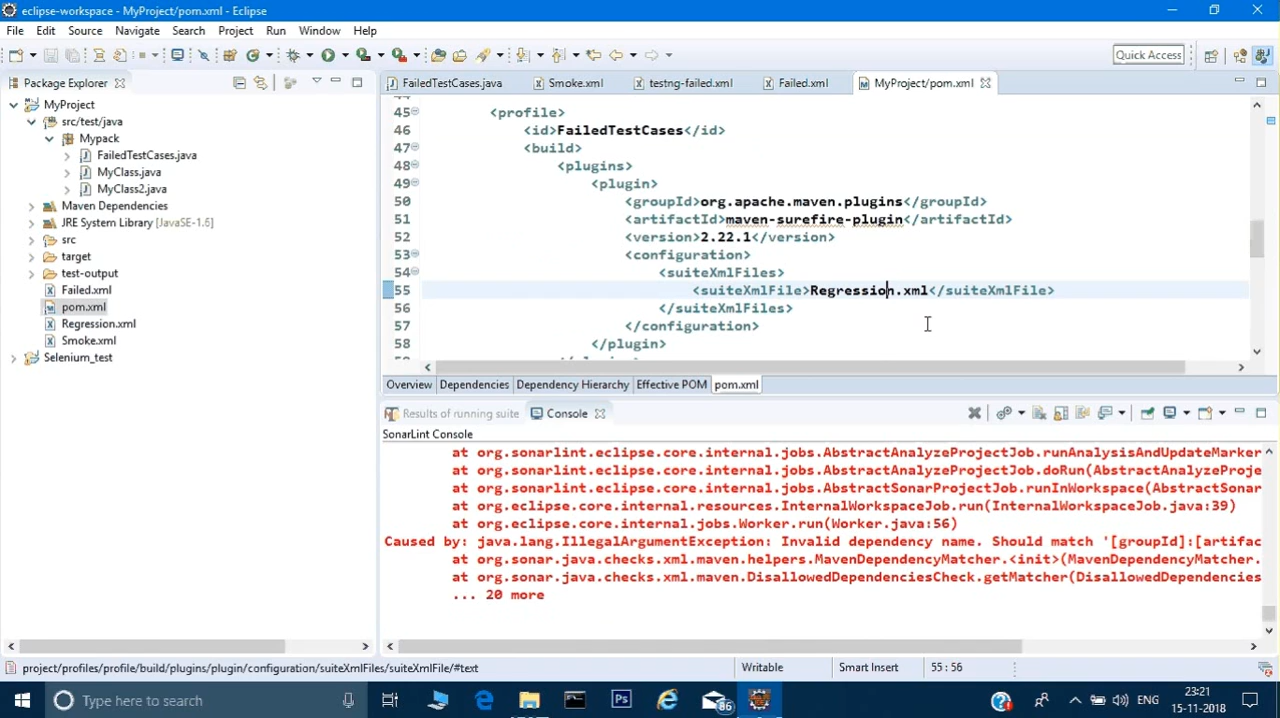 eclipse-workspace - MyProject/pom.xml - Eclipse
File Edit Source Navigate Search Project Run Window Help
Quick Access
Package Explorer
FailedTestCases.java Smoke.xml testng-failed.xml Failed.xml MyProject/pom.xml
MyProject
src/test/java
Mypack
FailedTestCases.java
MyClass.java
MyClass2.java
Maven Dependencies
JRE System Library [JavaSE-1.6]
src
target
test-output
Failed.xml
pom.xml
Regression.xml
Smoke.xml
Selenium_test
45 <profile>
46 <id>FailedTestCases</id>
47 <build>
48 <plugins>
49 <plugin>
50 <groupId>org.apache.maven.plugins</groupId>
51 <artifactId>maven-surefire-plugin</artifactId>
52 <version>2.22.1</version>
53 <configuration>
54 <suiteXmlFiles>
55 <suiteXmlFile>Regression.xml</suiteXmlFile>
56 </suiteXmlFiles>
57 </configuration>
58 </plugin>
Overview Dependencies Dependency Hierarchy Effective POM pom.xml
Results of running suite Console
SonarLint Console
at org.sonarlint.eclipse.core.internal.jobs.AbstractAnalyzeProjectJob.runAnalysisAndUpdateMarker
at org.sonarlint.eclipse.core.internal.jobs.AbstractAnalyzeProjectJob.doRun(AbstractAnalyzeProje
at org.sonarlint.eclipse.core.internal.jobs.AbstractSonarProjectJob.runInWorkspace(AbstractSonar
at org.eclipse.core.internal.resources.InternalWorkspaceJob.run(InternalWorkspaceJob.java:39)
at org.eclipse.core.internal.jobs.Worker.run(Worker.java:56)
Caused by: java.lang.IllegalArgumentException: Invalid dependency name. Should match '[groupId]:[artifac
at org.sonar.java.checks.xml.maven.helpers.MavenDependencyMatcher.<init>(MavenDependencyMatcher.
at org.sonar.java.checks.xml.maven.DisallowedDependenciesCheck.getMatcher(DisallowedDependencies
... 20 more
project/profiles/profile/build/plugins/plugin/configuration/suiteXmlFiles/suiteXmlFile/#text
Writable
Smart Insert
55 : 56
Type here to search
Ps
86
ENG
23:21
15-11-2018